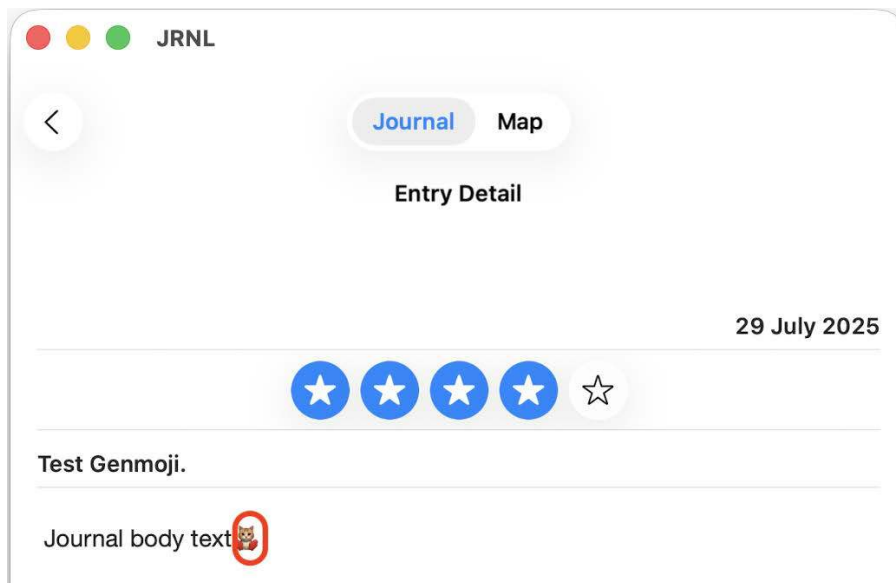 JRNL
Journal Map
Entry Detail
29 July 2025
Test Genmoji.
Journal body text